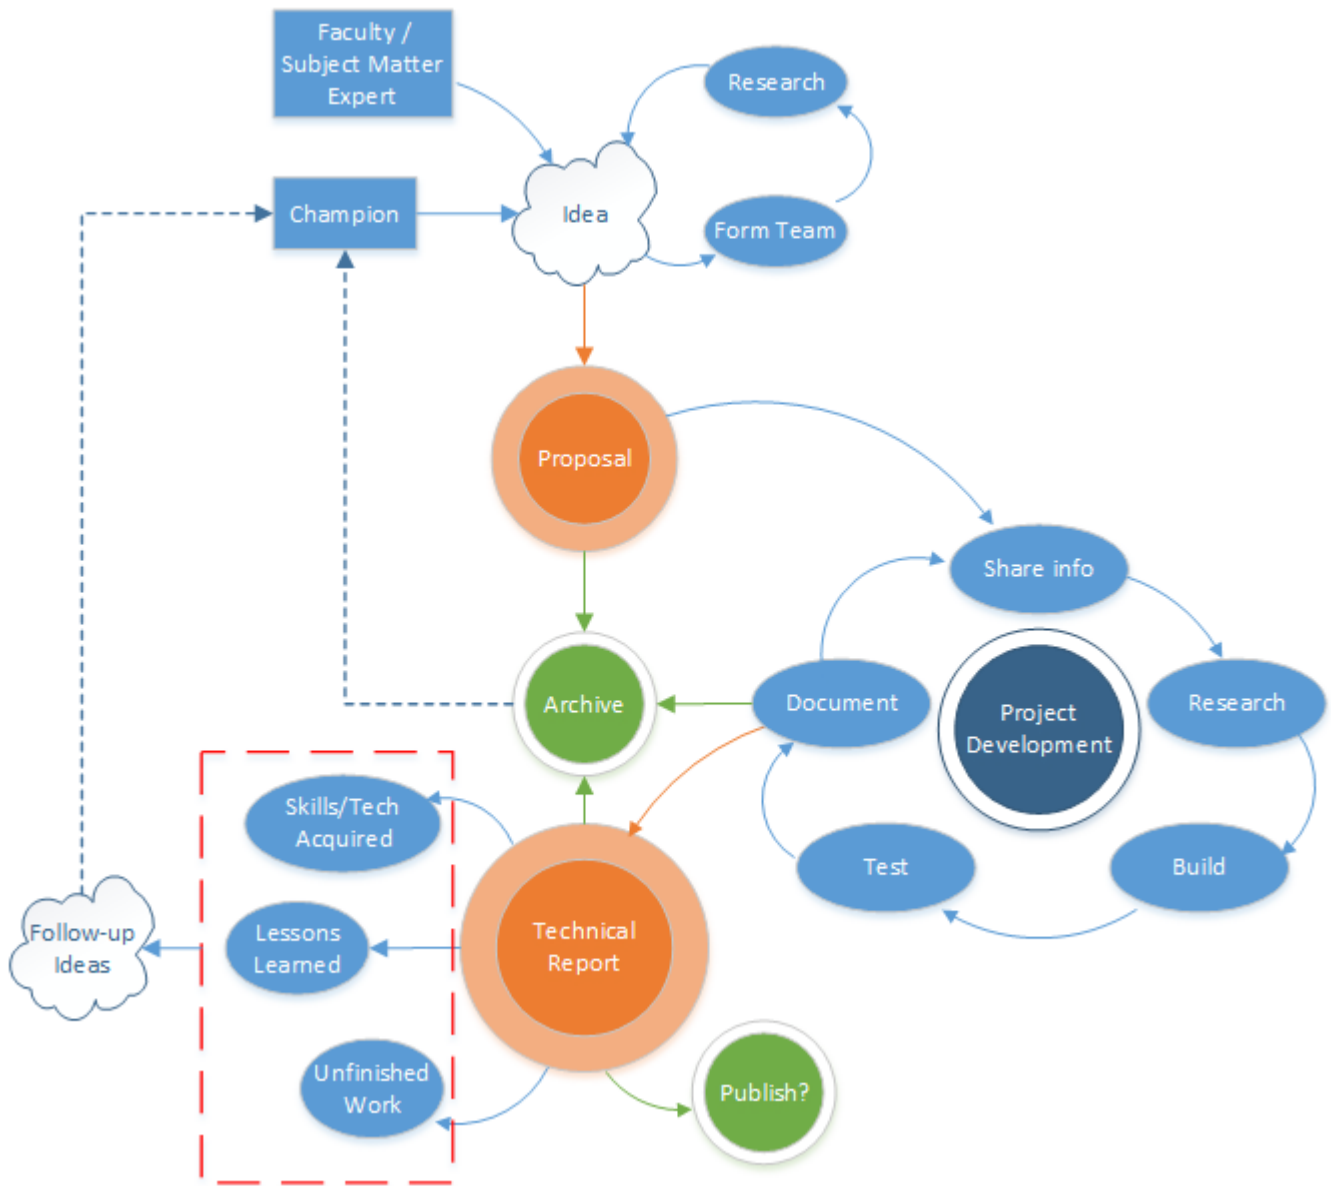 Faculty /
Subject Matter
Expert
Research
Champion
Idea
Form Team
Proposal
Share info
Archive
Document
Project
Development
Research
Skills/Tech
Acquired
Test
Build
Follow-up
Ideas
Lessons
Learned
Technical
Report
Unfinished
Work
Publish?